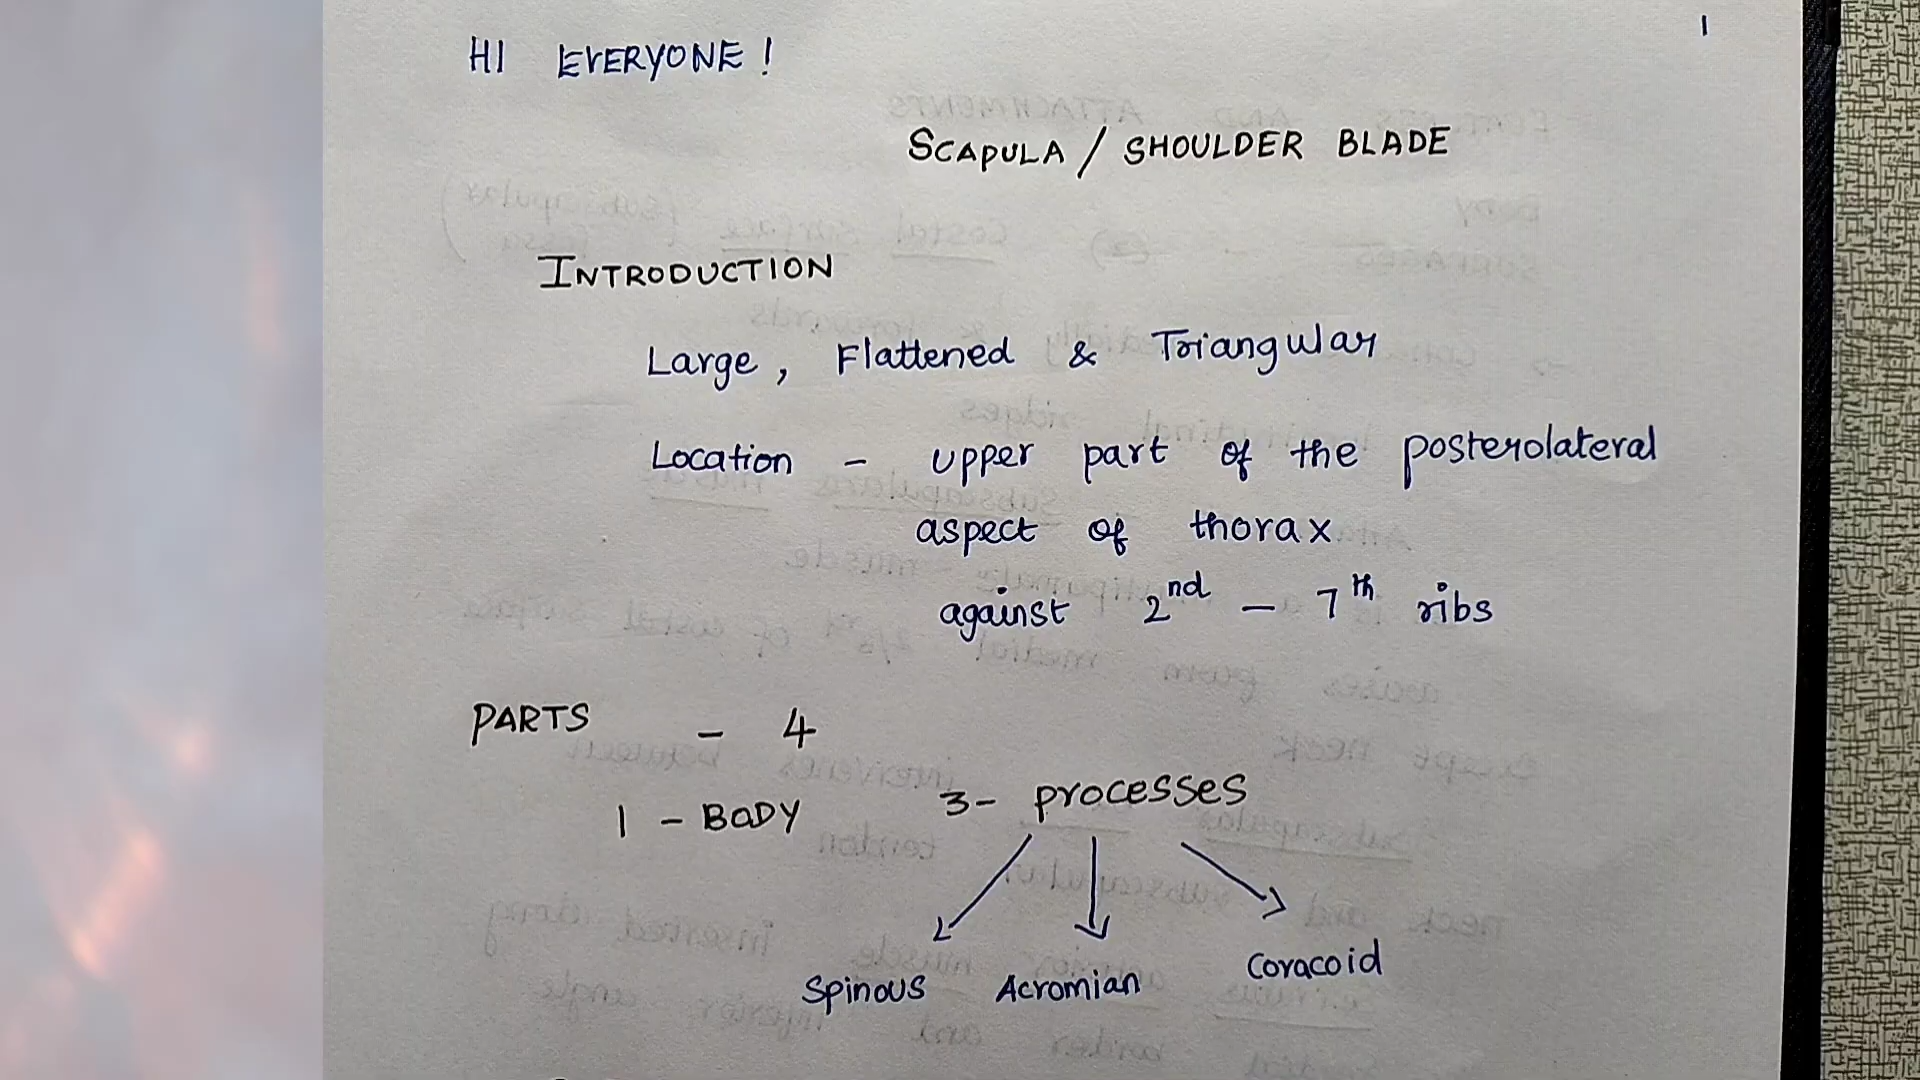 1
HI EVERYONE!
SCAPULA / SHOULDER BLADE
INTRODUCTION
Large, Flattened & Triangular
Location - upper part of the posterolateral
aspect of thorax
against 2nd - 7th ribs
PARTS - 4
1 - BODY 3- processes
Spinous Acromian Coracoid